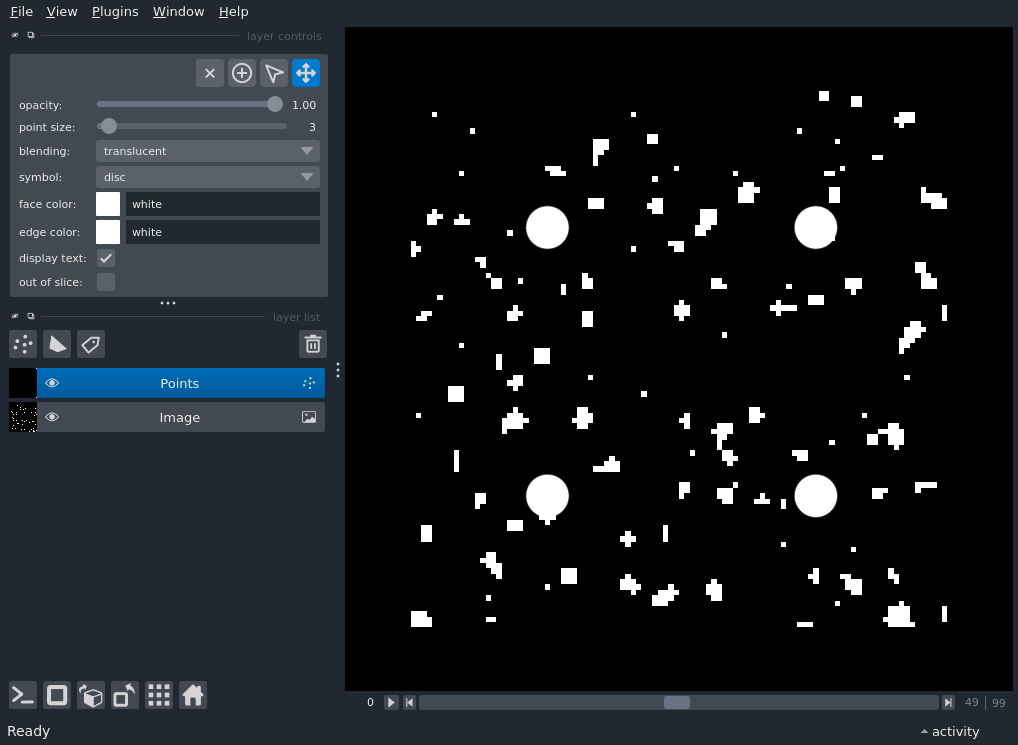 File View Plugins Window Help
layer controls
opacity: 1.00
point size: 3
blending: translucent
symbol: disc
face color: white
edge color: white
display text:
out of slice:
layer list
Points
Image
0 49 99
Ready activity